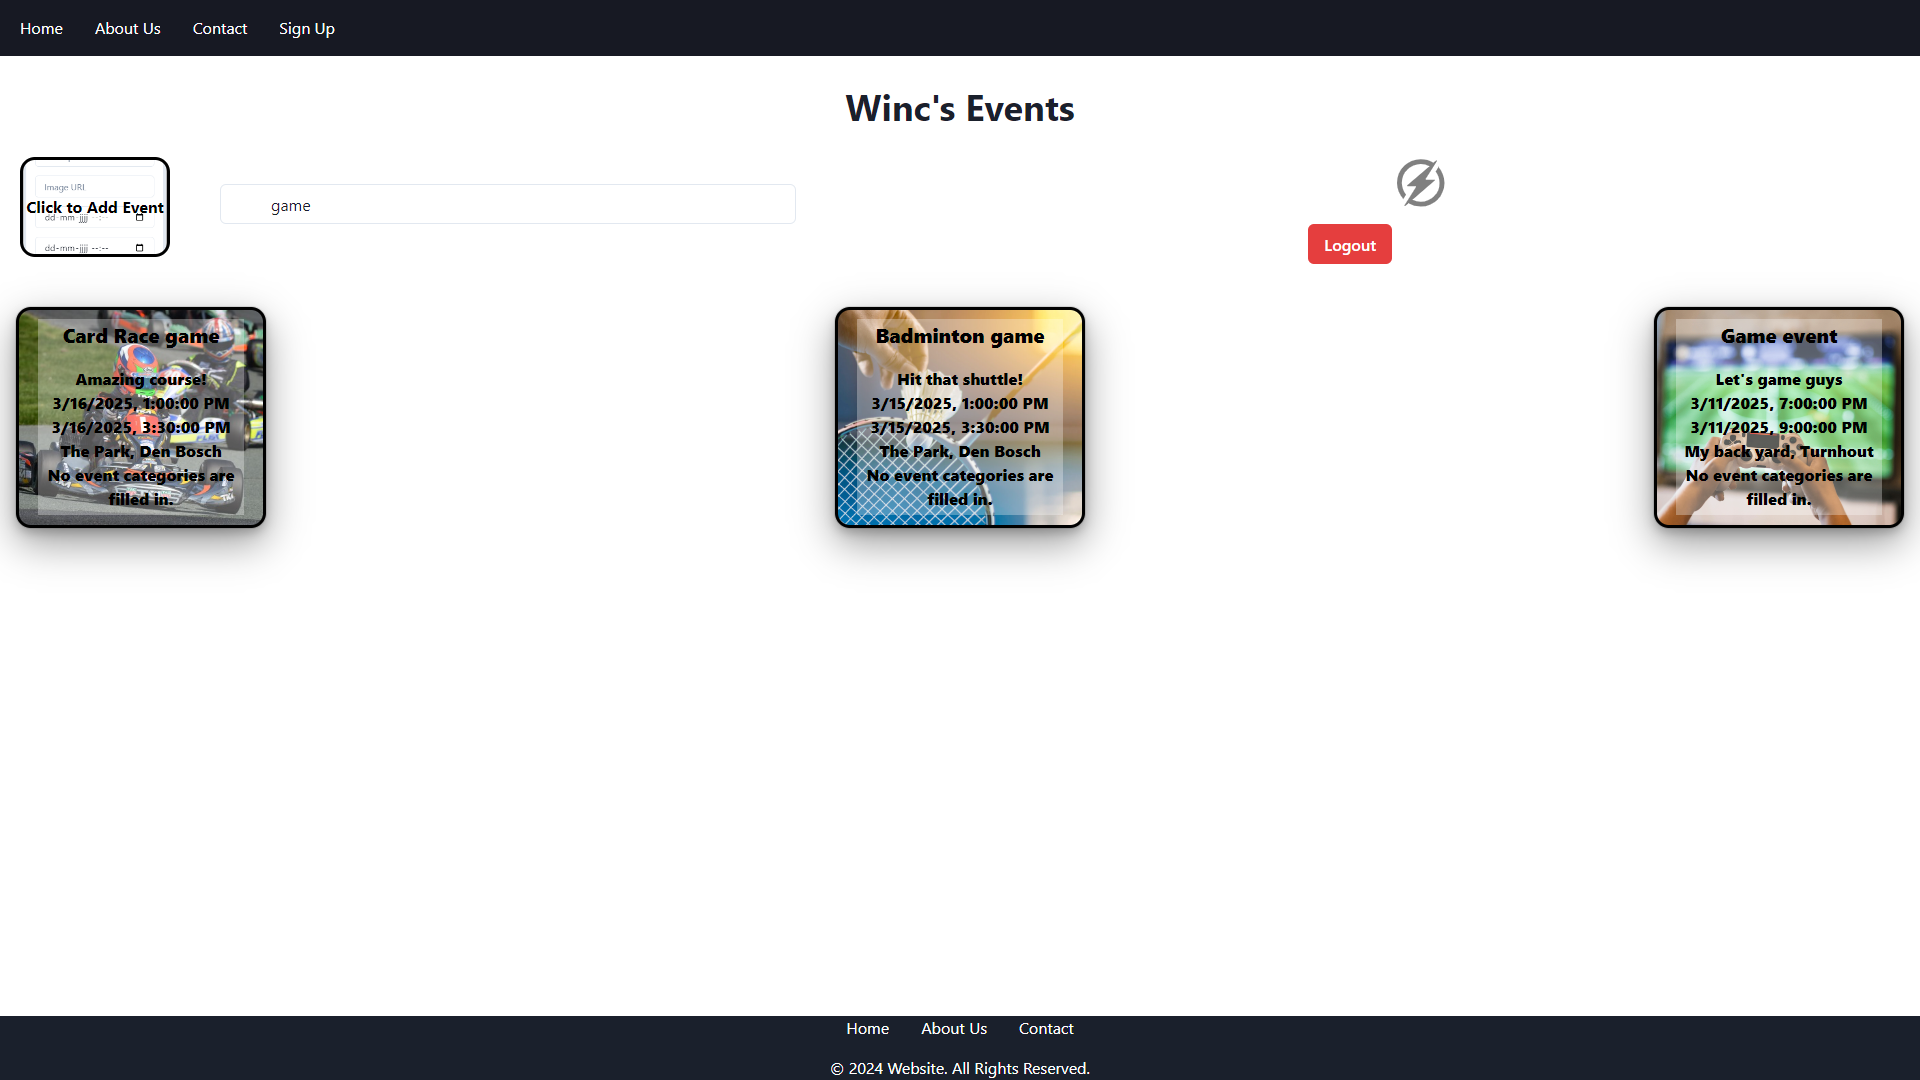 Home About Us Contact Sign Up
Winc's Events
Image URL
Click to Add Event
dd-mm-jjjj --:--
dd-mm-jjjj --:--
game
Logout
Card Race game
Amazing course!
3/16/2025, 1:00:00 PM
3/16/2025, 3:30:00 PM
The Park, Den Bosch
No event categories are
filled in.
Badminton game
Hit that shuttle!
3/15/2025, 1:00:00 PM
3/15/2025, 3:30:00 PM
The Park, Den Bosch
No event categories are
filled in.
Game event
Let's game guys
3/11/2025, 7:00:00 PM
3/11/2025, 9:00:00 PM
My back yard, Turnhout
No event categories are
filled in.
Home About Us Contact
© 2024 Website. All Rights Reserved.